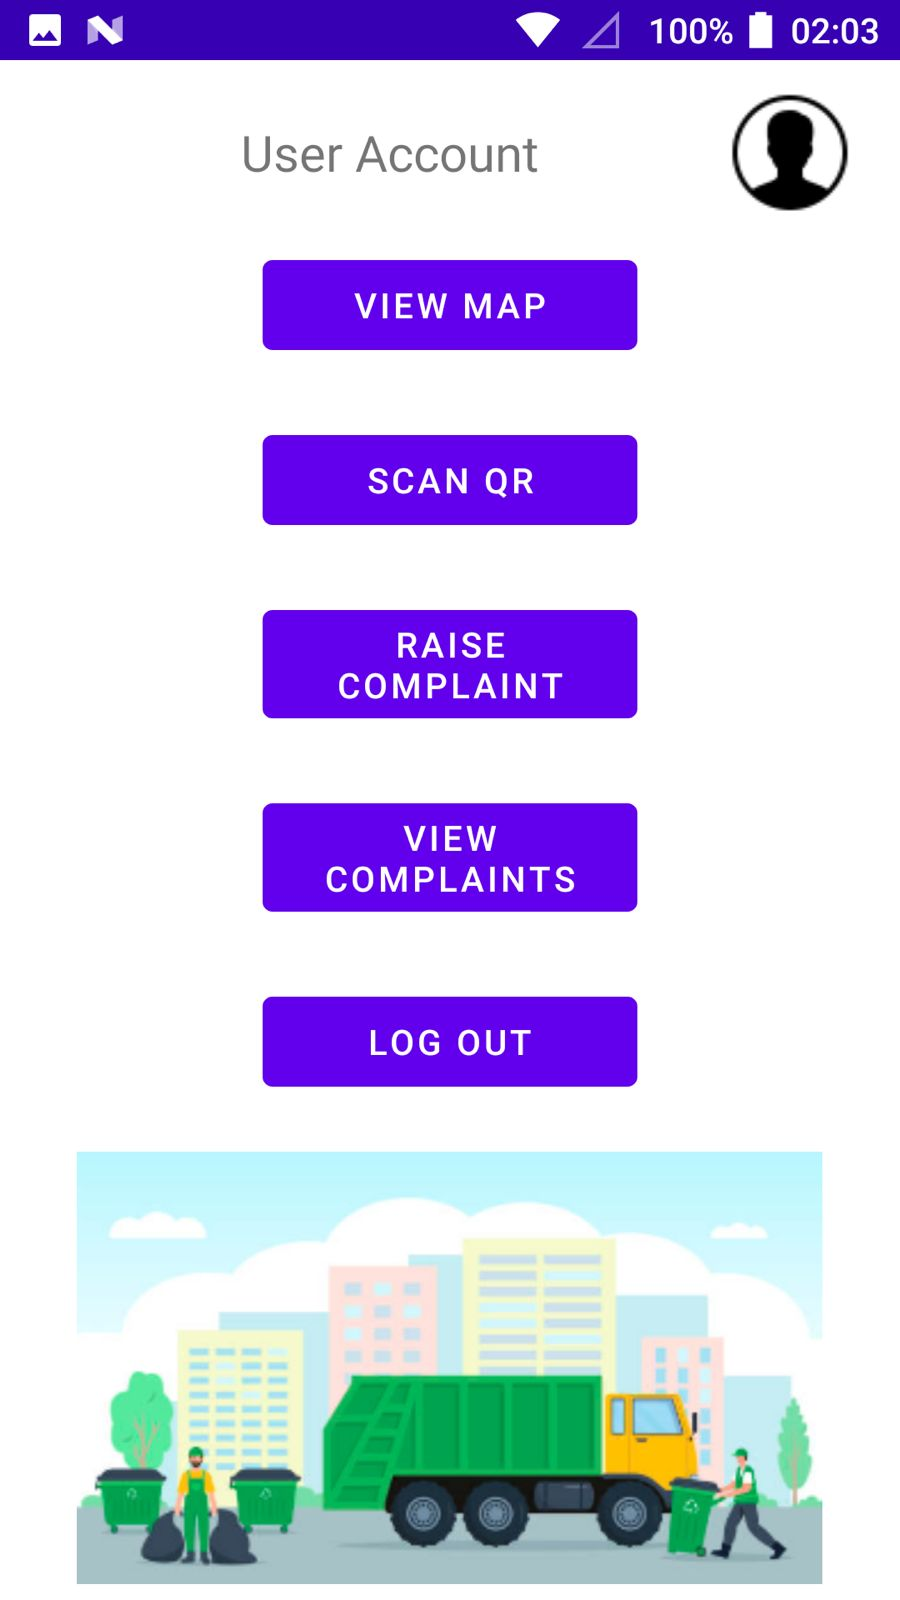 100% 02:03
User Account
VIEW MAP
SCAN QR
RAISE
COMPLAINT
VIEW
COMPLAINTS
LOG OUT